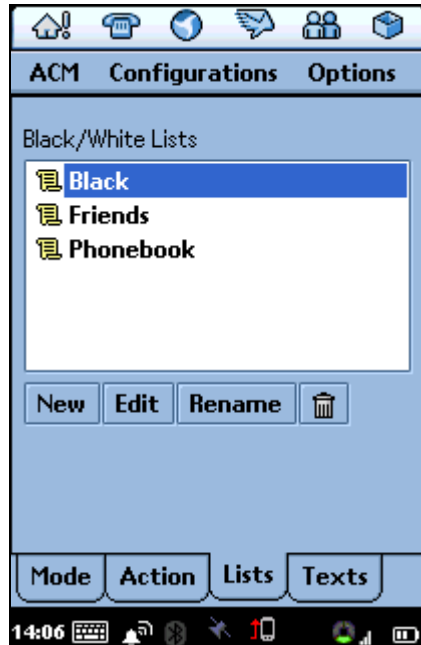 ACM Configurations Options
Black/White Lists
Black
Friends
Phonebook
New Edit Rename
Mode Action Lists Texts
14:06